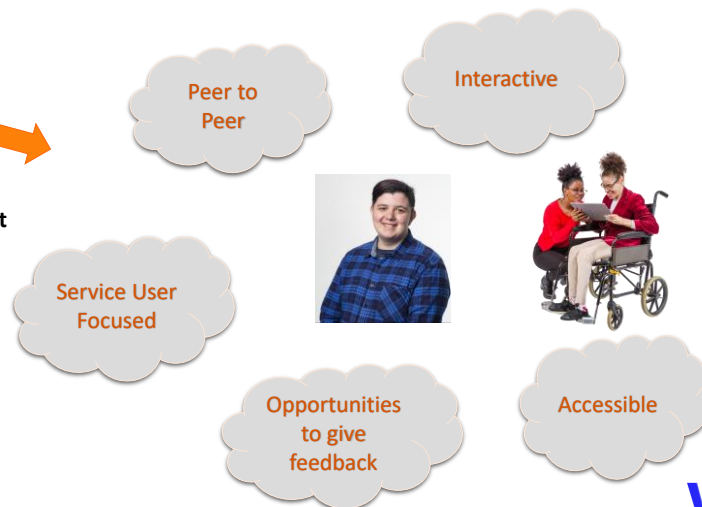 Peer to
Peer
Interactive
t
Service User
Focused
Opportunities
to give
feedback
Accessible